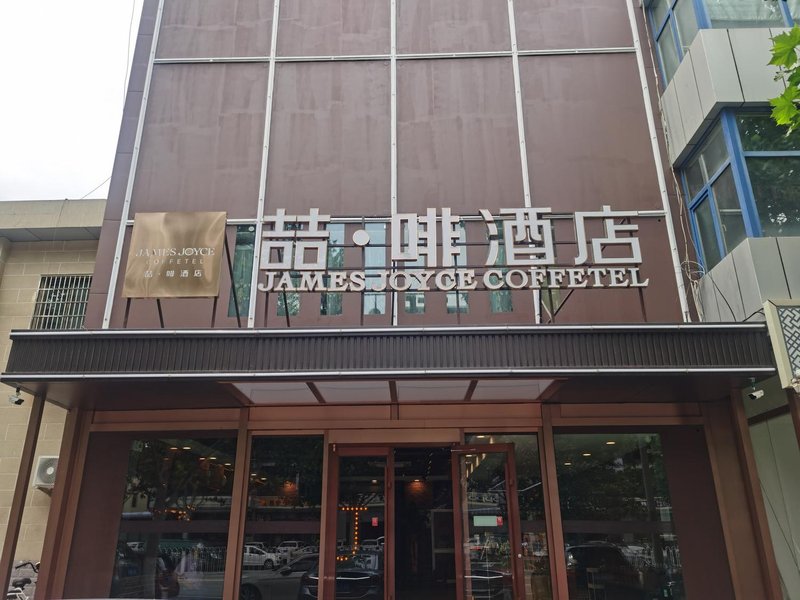 JAMES JOYCE
COFFETEL
喆·啡酒店
喆·啡酒店
JAMES JOYCE COFFETEL